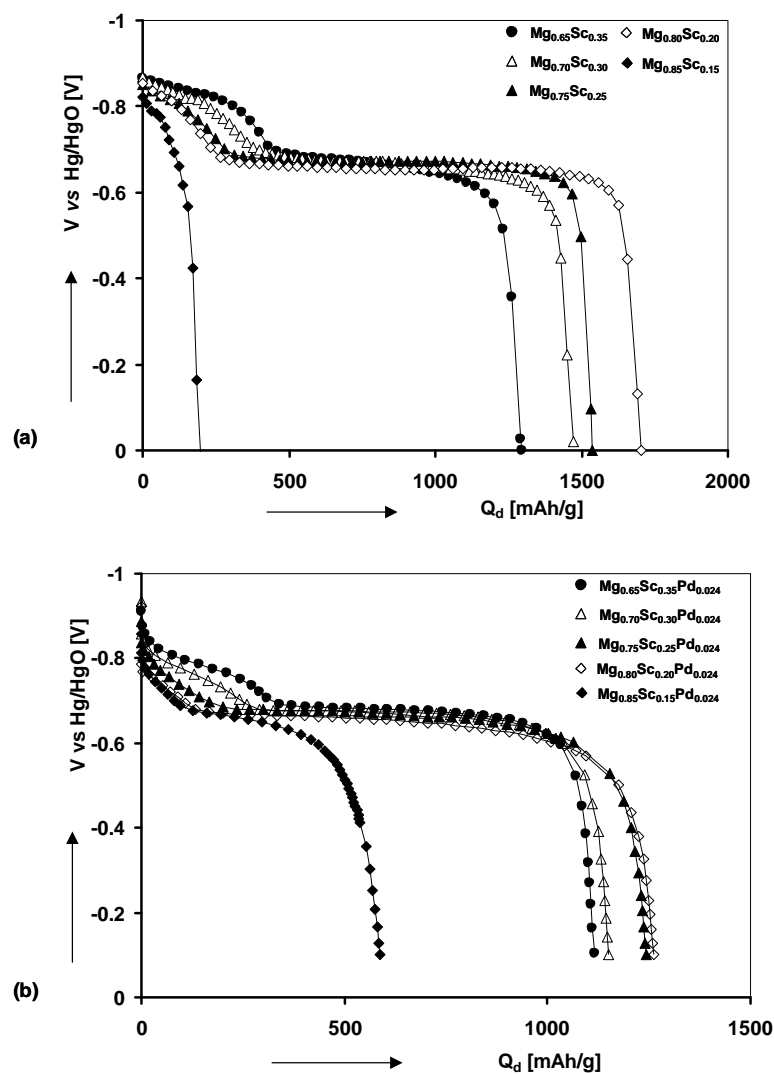 -1
Mg0.65Sc0.35 Mg0.80Sc0.20
Mg0.70Sc0.30 Mg0.85Sc0.15
Mg0.75Sc0.25
-0.8
-0.6
-0.4
-0.2
0
V vs Hg/HgO [V]
(a)
0 500 1000 1500 2000
Qd [mAh/g]
-1
Mg0.65Sc0.35Pd0.024
Mg0.70Sc0.30Pd0.024
Mg0.75Sc0.25Pd0.024
Mg0.80Sc0.20Pd0.024
Mg0.85Sc0.15Pd0.024
-0.8
-0.6
-0.4
-0.2
0
V vs Hg/HgO [V]
(b)
0 500 1000 1500
Qd [mAh/g]